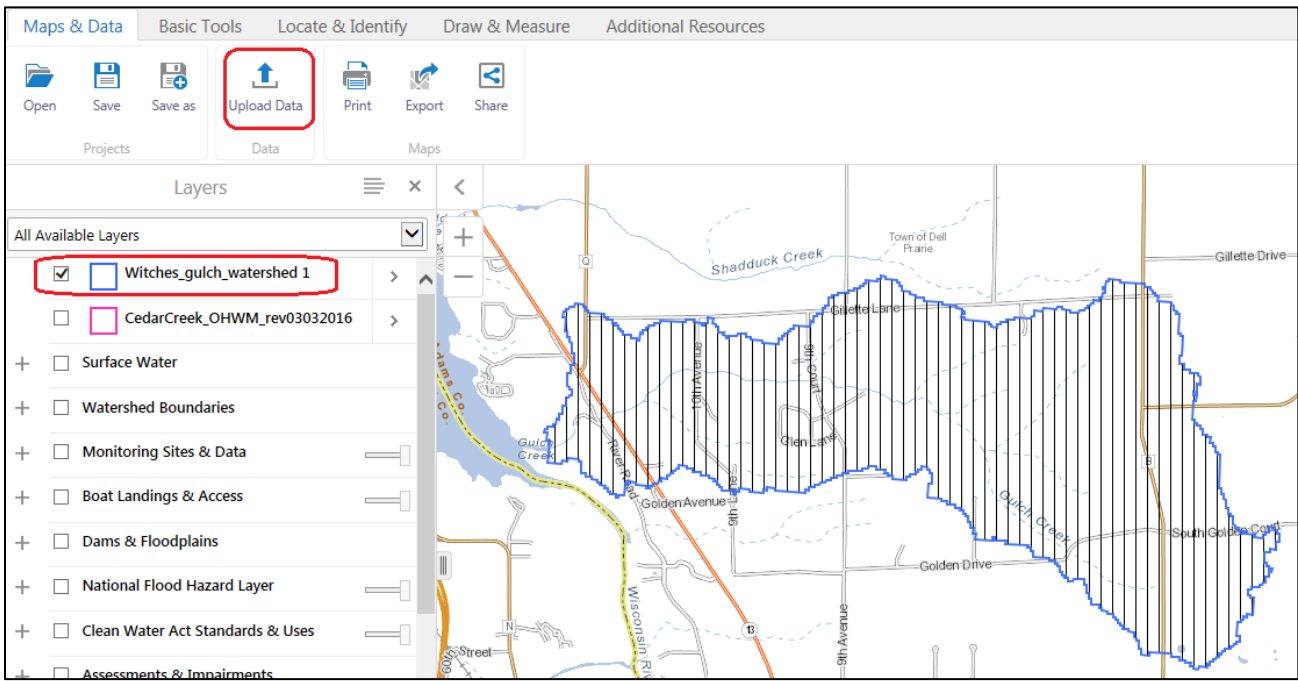 Maps & Data Basic Tools Locate & Identify Draw & Measure Additional Resources
Open Save Save as Upload Data Print Export Share
Projects Data Maps
Layers
All Available Layers
Witches_gulch_watershed 1
CedarCreek_OHWM_rev03032016
Surface Water
Watershed Boundaries
Monitoring Sites & Data
Boat Landings & Access
Dams & Floodplains
National Flood Hazard Layer
Clean Water Act Standards & Uses
Assessments & Impairments
Town of Dell
Prairie
Shadduck Creek
Gillette Drive
Q
Gillette Lane
Adams Co.
Co.
10th Avenue
9th Court
Glen Lane
Gulch
Creek
River Road
B
Golden Avenue
9th Lane
Gulch Creek
South Golden Court
Golden Drive
Wisconsin Ri
N
13
9th Avenue
Street
60th